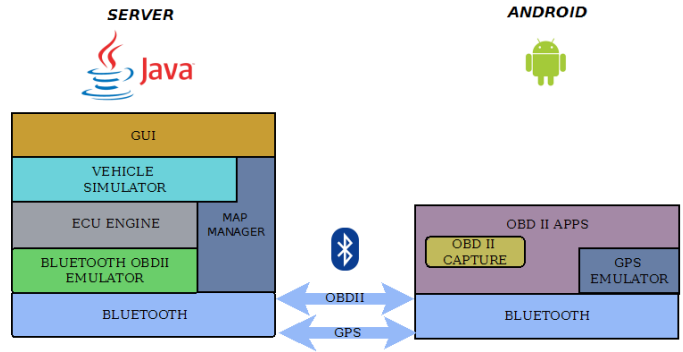 SERVER
ANDROID
Java
GUI
VEHICLE
SIMULATOR
ECU ENGINE
MAP
MANAGER
BLUETOOTH OBDII
EMULATOR
BLUETOOTH
OBDII
GPS
OBD II APPS
OBD II
CAPTURE
GPS
EMULATOR
BLUETOOTH